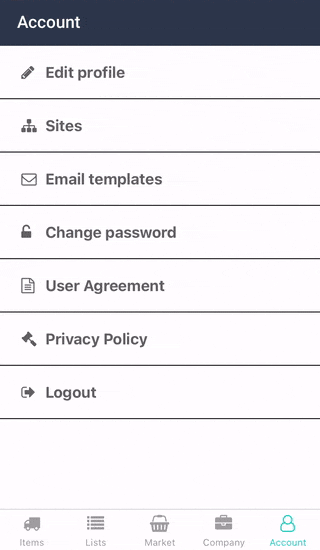 Account
Edit profile
Sites
Email templates
Change password
User Agreement
Privacy Policy
Logout
Items
Lists
Market
Company
Account